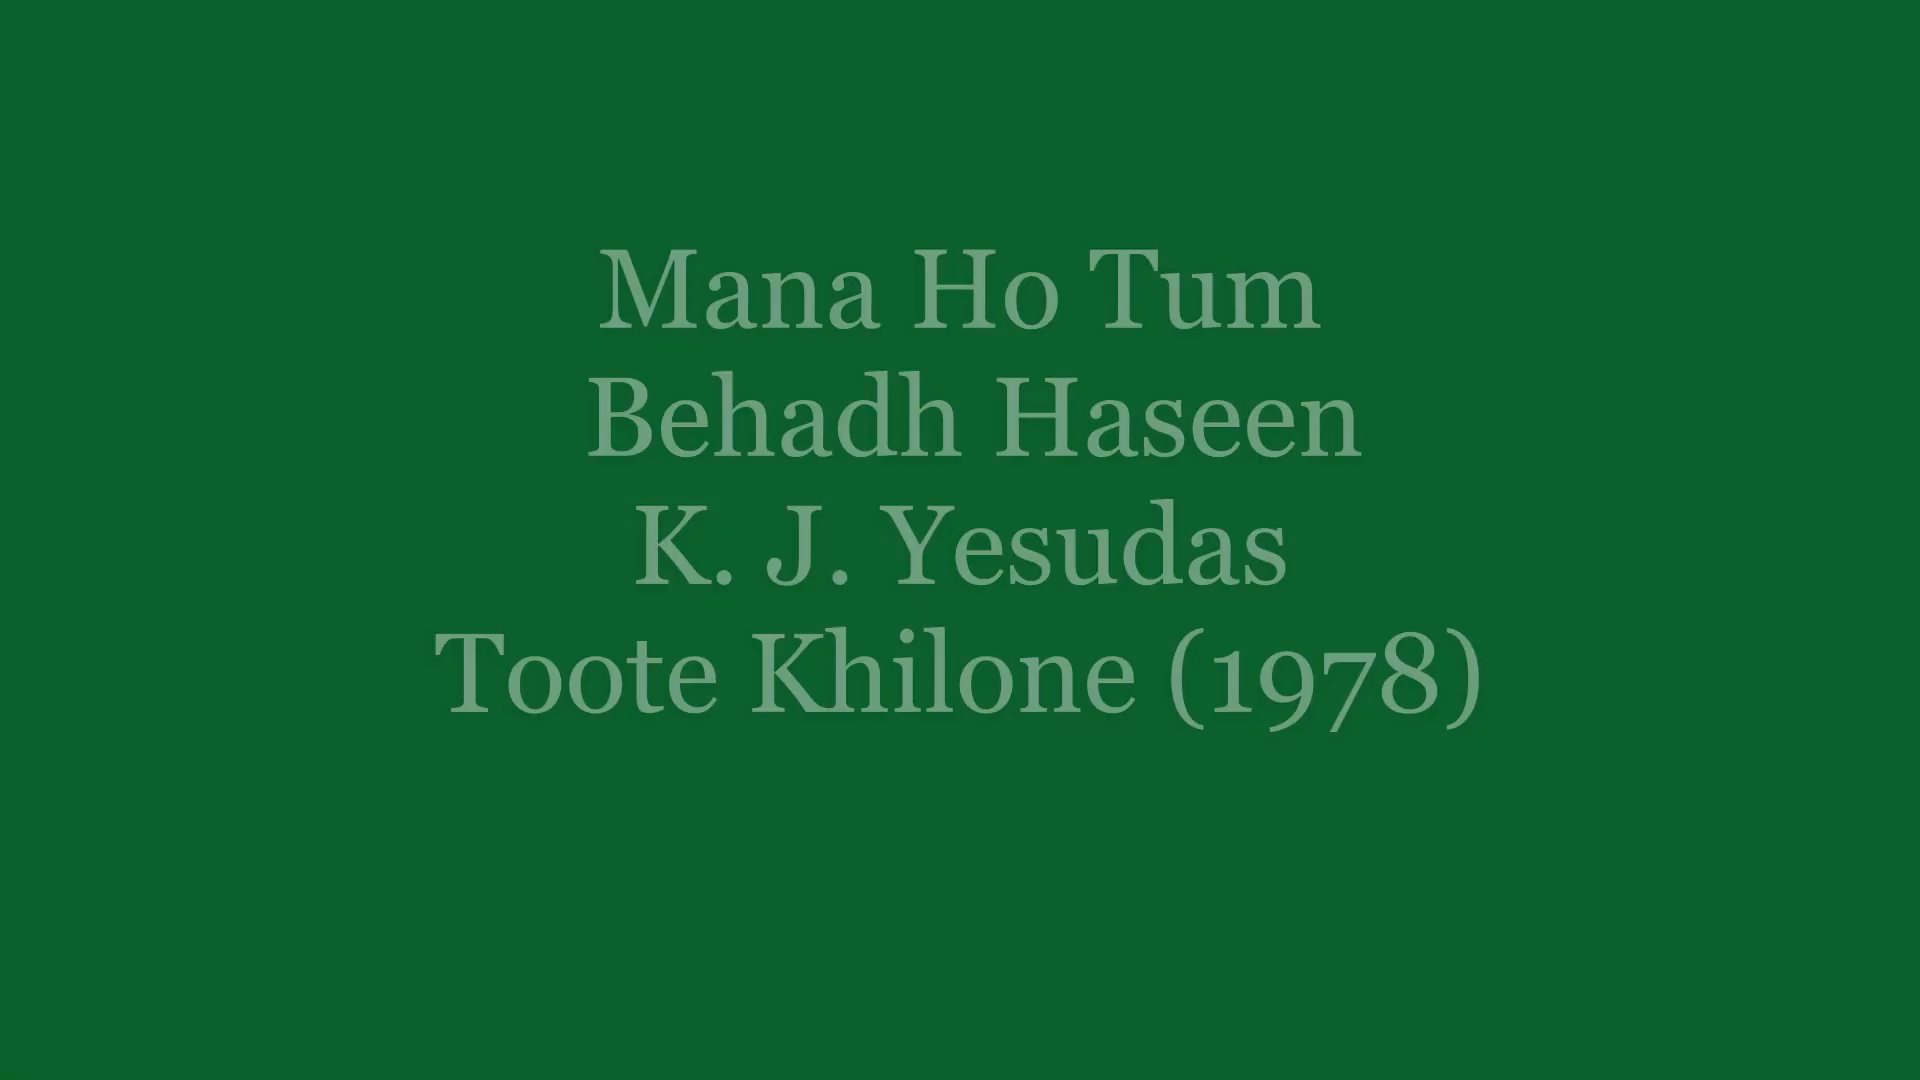 Mana Ho Tum
Behadh Haseen
K. J. Yesudas
Toote Khilone (1978)